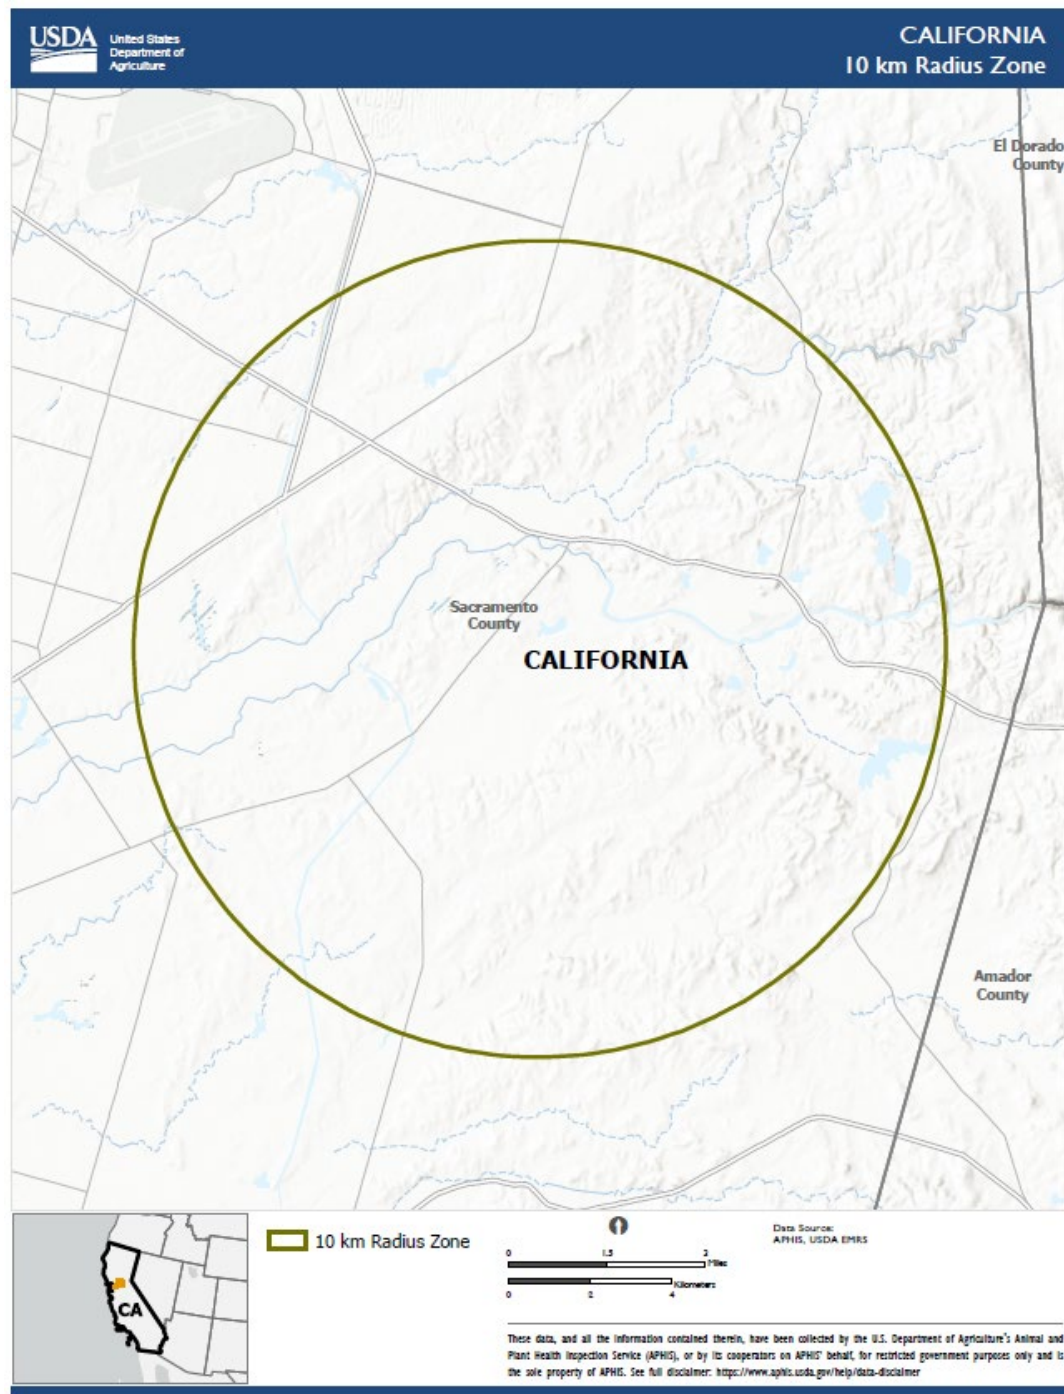 USDA
United States
Department of
Agriculture
CALIFORNIA
10 km Radius Zone
El Dorado
County
Sacramento
County
CALIFORNIA
Amador
County
CA
10 km Radius Zone
0 1.5 3
Miles
Kilometers
0 2 4
Data Source:
APHIS, USDA EMRS
These data, and all the information contained therein, have been collected by the U.S. Department of Agriculture's Animal and
Plant Health Inspection Service (APHIS), or by its cooperators on APHIS' behalf, for restricted government purposes only and is
the sole property of APHIS. See full disclaimer: https://www.aphis.usda.gov/help/data-disclaimer